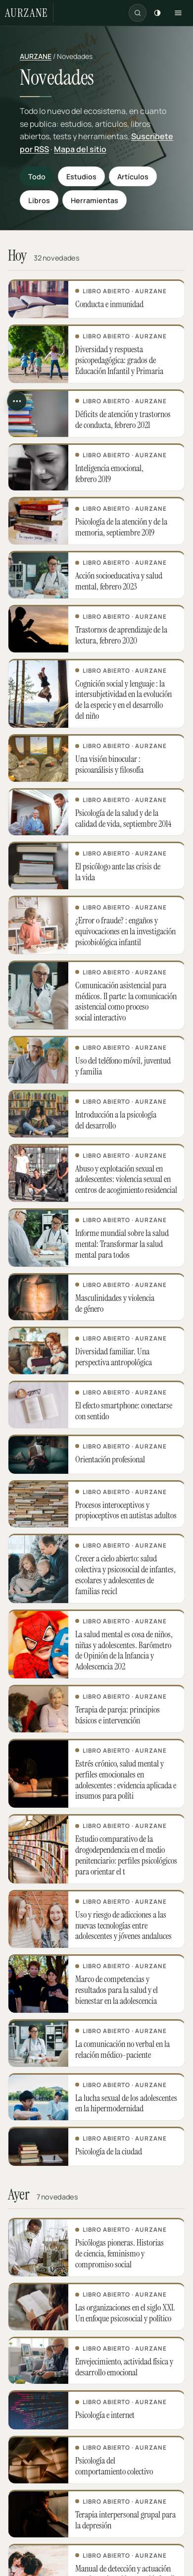 AURZANE
AURZANE / Novedades
Novedades
Todo lo nuevo del ecosistema, en cuanto
se publica: estudios, artículos, libros
abiertos, tests y herramientas. Suscríbete
por RSS · Mapa del sitio
Todo
Estudios
Artículos
Libros
Herramientas
Hoy 32 novedades
LIBRO ABIERTO · AURZANE
Conducta e inmunidad
LIBRO ABIERTO · AURZANE
Diversidad y respuesta
psicopedagógica: grados de
Educación Infantil y Primaria
LIBRO ABIERTO · AURZANE
Déficits de atención y trastornos
de conducta, febrero 2021
LIBRO ABIERTO · AURZANE
Inteligencia emocional,
febrero 2019
LIBRO ABIERTO · AURZANE
Psicología de la atención y de la
memoria, septiembre 2019
LIBRO ABIERTO · AURZANE
Acción socioeducativa y salud
mental, febrero 2023
LIBRO ABIERTO · AURZANE
Trastornos de aprendizaje de la
lectura, febrero 2020
LIBRO ABIERTO · AURZANE
Cognición social y lenguaje : la
intersubjetividad en la evolución
de la especie y en el desarrollo
del niño
LIBRO ABIERTO · AURZANE
Una visión binocular :
psicoanálisis y filosofía
LIBRO ABIERTO · AURZANE
Psicología de la salud y de la
calidad de vida, septiembre 2014
LIBRO ABIERTO · AURZANE
El psicólogo ante las crisis de
la vida
LIBRO ABIERTO · AURZANE
¿Error o fraude? : engaños y
equivocaciones en la investigación
psicobiológica infantil
LIBRO ABIERTO · AURZANE
Comunicación asistencial para
médicos. II parte: la comunicación
asistencial como proceso
social interactivo
LIBRO ABIERTO · AURZANE
Uso del teléfono móvil, juventud
y familia
LIBRO ABIERTO · AURZANE
Introducción a la psicología
del desarrollo
LIBRO ABIERTO · AURZANE
Abuso y explotación sexual en
adolescentes: violencia sexual en
centros de acogimiento residencial
LIBRO ABIERTO · AURZANE
Informe mundial sobre la salud
mental: Transformar la salud
mental para todos
LIBRO ABIERTO · AURZANE
Masculinidades y violencia
de género
LIBRO ABIERTO · AURZANE
Diversidad familiar. Una
perspectiva antropológica
LIBRO ABIERTO · AURZANE
El efecto smartphone: conectarse
con sentido
LIBRO ABIERTO · AURZANE
Orientación profesional
LIBRO ABIERTO · AURZANE
Procesos interoceptivos y
propioceptivos en autistas adultos
LIBRO ABIERTO · AURZANE
Crecer a cielo abierto: salud
colectiva y psicosocial de infantes,
escolares y adolescentes de
familias recicl
LIBRO ABIERTO · AURZANE
La salud mental es cosa de niños,
niñas y adolescentes. Barómetro
de Opinión de la Infancia y
Adolescencia 202
LIBRO ABIERTO · AURZANE
Terapia de pareja: principios
básicos e intervención
LIBRO ABIERTO · AURZANE
Estrés crónico, salud mental y
perfiles emocionales en
adolescentes : evidencia aplicada e
insumos para políti
LIBRO ABIERTO · AURZANE
Estudio comparativo de la
drogodependencia en el medio
penitenciario: perfiles psicológicos
para orientar el t
LIBRO ABIERTO · AURZANE
Uso y riesgo de adicciones a las
nuevas tecnologías entre
adolescentes y jóvenes andaluces
LIBRO ABIERTO · AURZANE
Marco de competencias y
resultados para la salud y el
bienestar en la adolescencia
LIBRO ABIERTO · AURZANE
La comunicación no verbal en la
relación médico-paciente
LIBRO ABIERTO · AURZANE
La lucha sexual de los adolescentes
en la hipermodernidad
LIBRO ABIERTO · AURZANE
Psicología de la ciudad
Ayer 7 novedades
LIBRO ABIERTO · AURZANE
Psicólogas pioneras. Historias
de ciencia, feminismo y
compromiso social
LIBRO ABIERTO · AURZANE
Las organizaciones en el siglo XXI.
Un enfoque psicosocial y político
LIBRO ABIERTO · AURZANE
Envejecimiento, actividad física y
desarrollo emocional
LIBRO ABIERTO · AURZANE
Psicología e internet
LIBRO ABIERTO · AURZANE
Psicología del
comportamiento colectivo
LIBRO ABIERTO · AURZANE
Terapia interpersonal grupal para
la depresión
LIBRO ABIERTO · AURZANE
Manual de detección y actuación